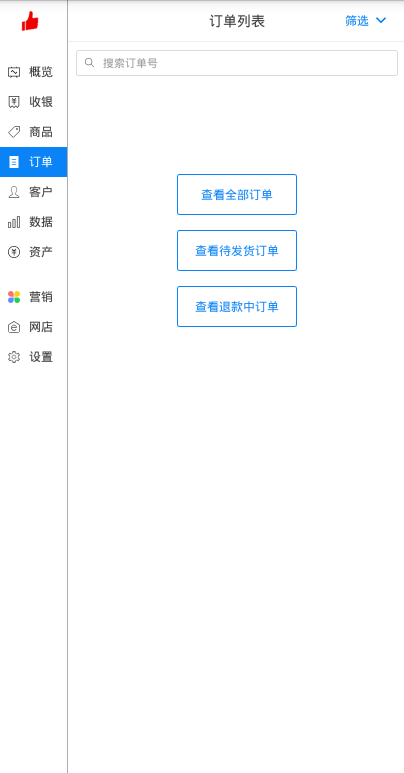 订单列表
筛选
搜索订单号
概览
收银
商品
订单
客户
数据
资产
营销
网店
设置
查看全部订单
查看待发货订单
查看退款中订单